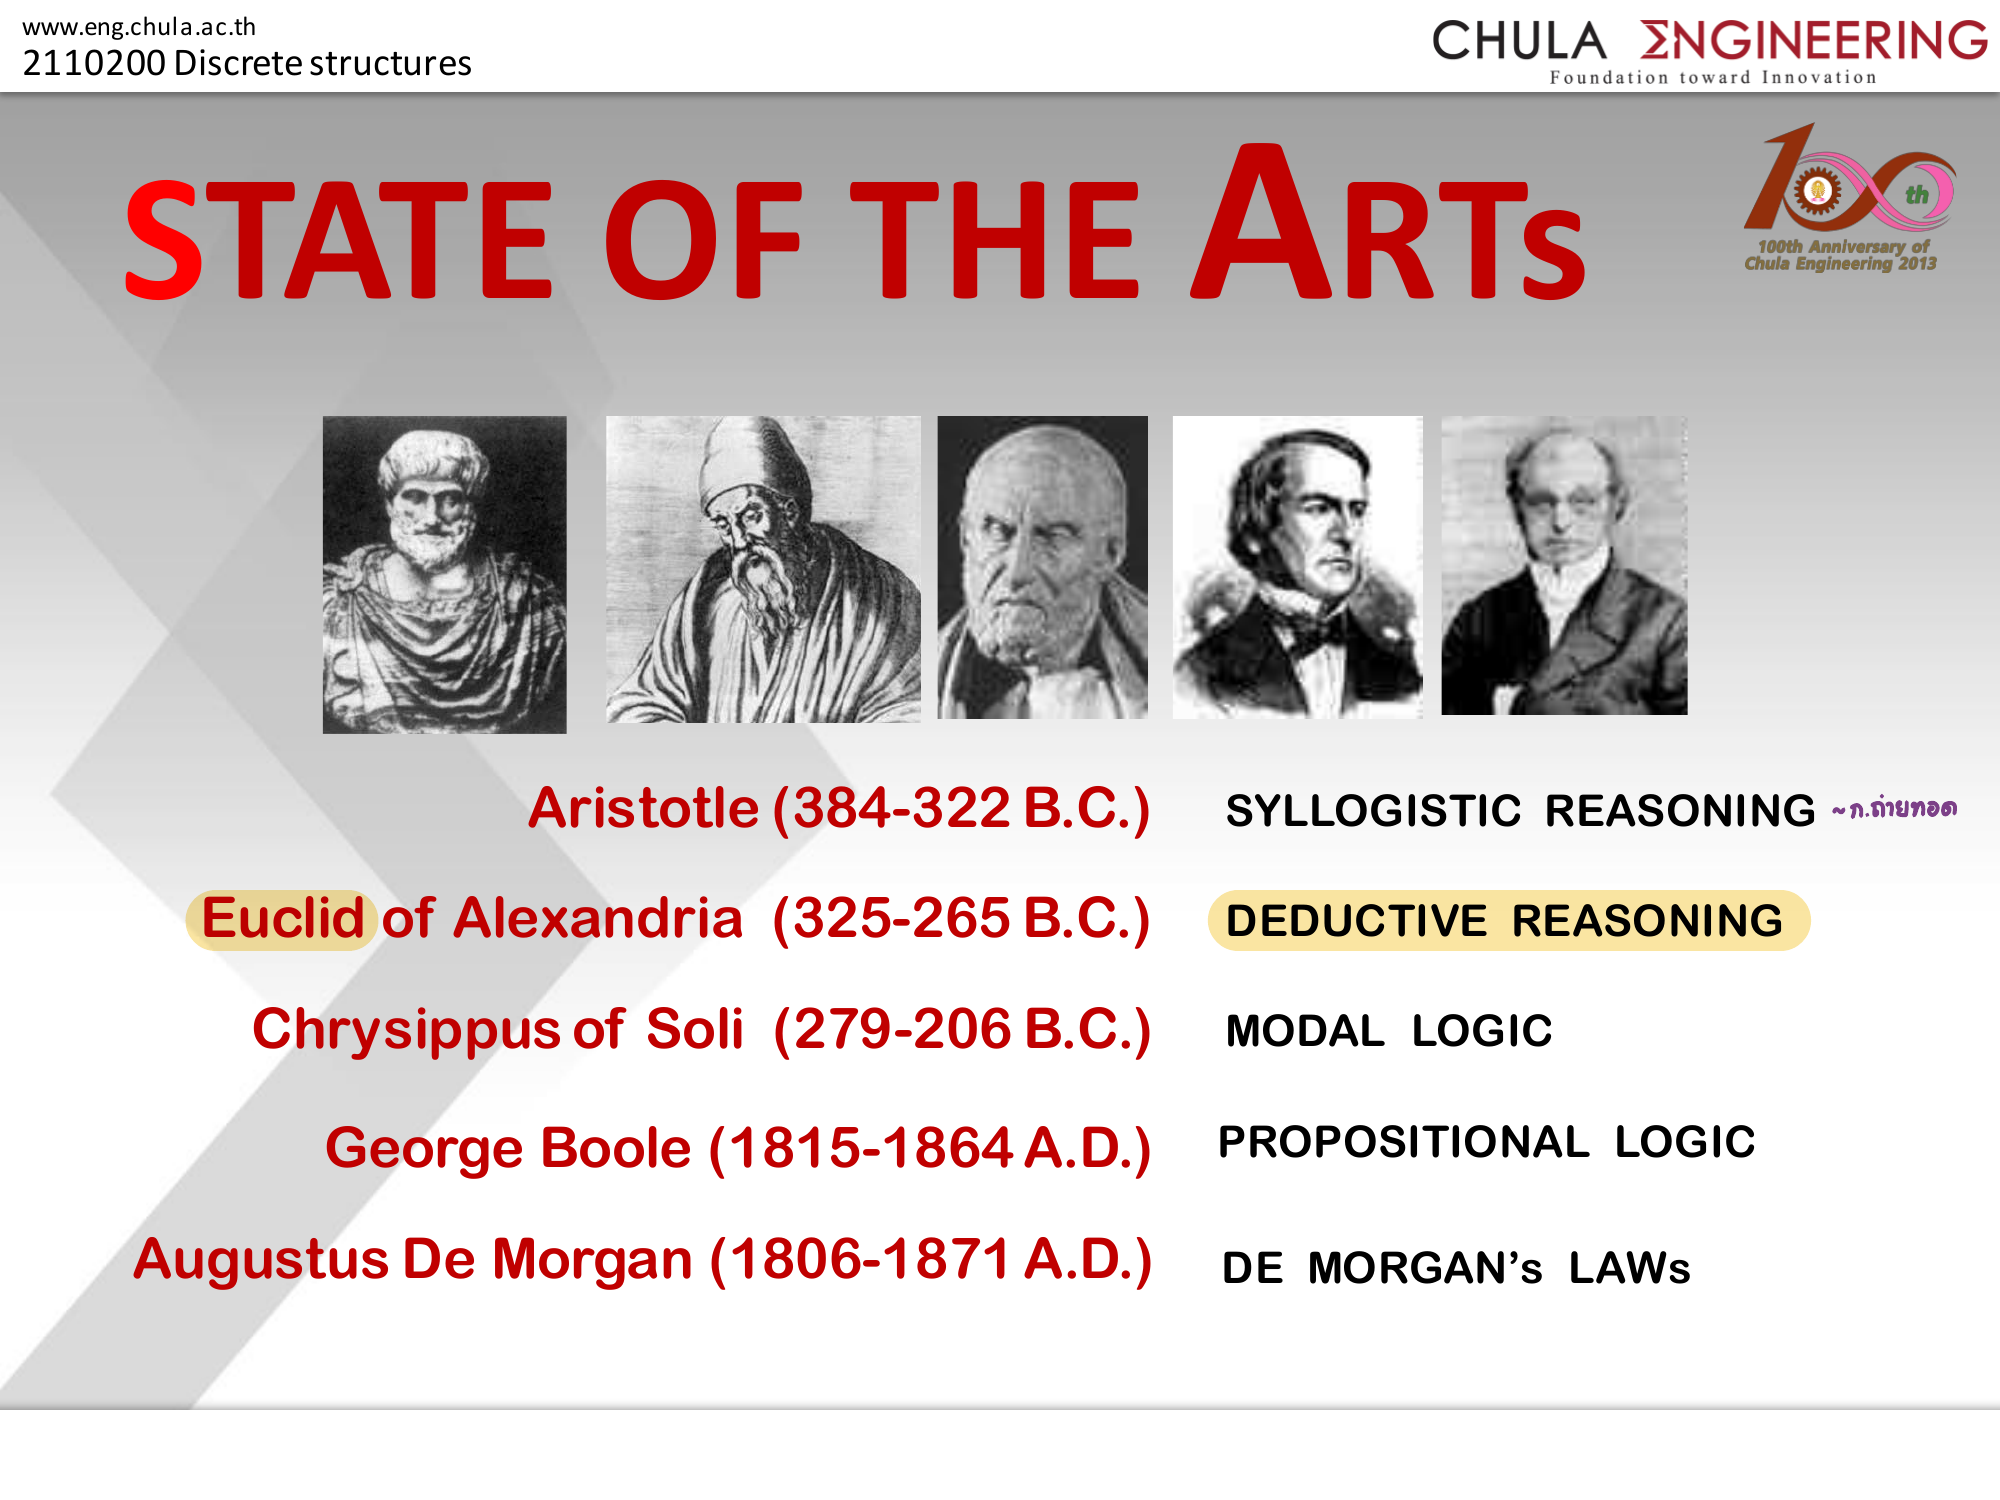 www.eng.chula.ac.th
2110200 Discrete structures
CHULA ΣNGINEERING
Foundation toward Innovation
STATE OF THE ARTs
100th
100th Anniversary of
Chula Engineering 2013
Aristotle (384-322 B.C.) SYLLOGISTIC REASONING ~ก.ถ่ายทอด
Euclid of Alexandria (325-265 B.C.) DEDUCTIVE REASONING
Chrysippus of Soli (279-206 B.C.) MODAL LOGIC
George Boole (1815-1864 A.D.) PROPOSITIONAL LOGIC
Augustus De Morgan (1806-1871 A.D.) DE MORGAN’s LAWs